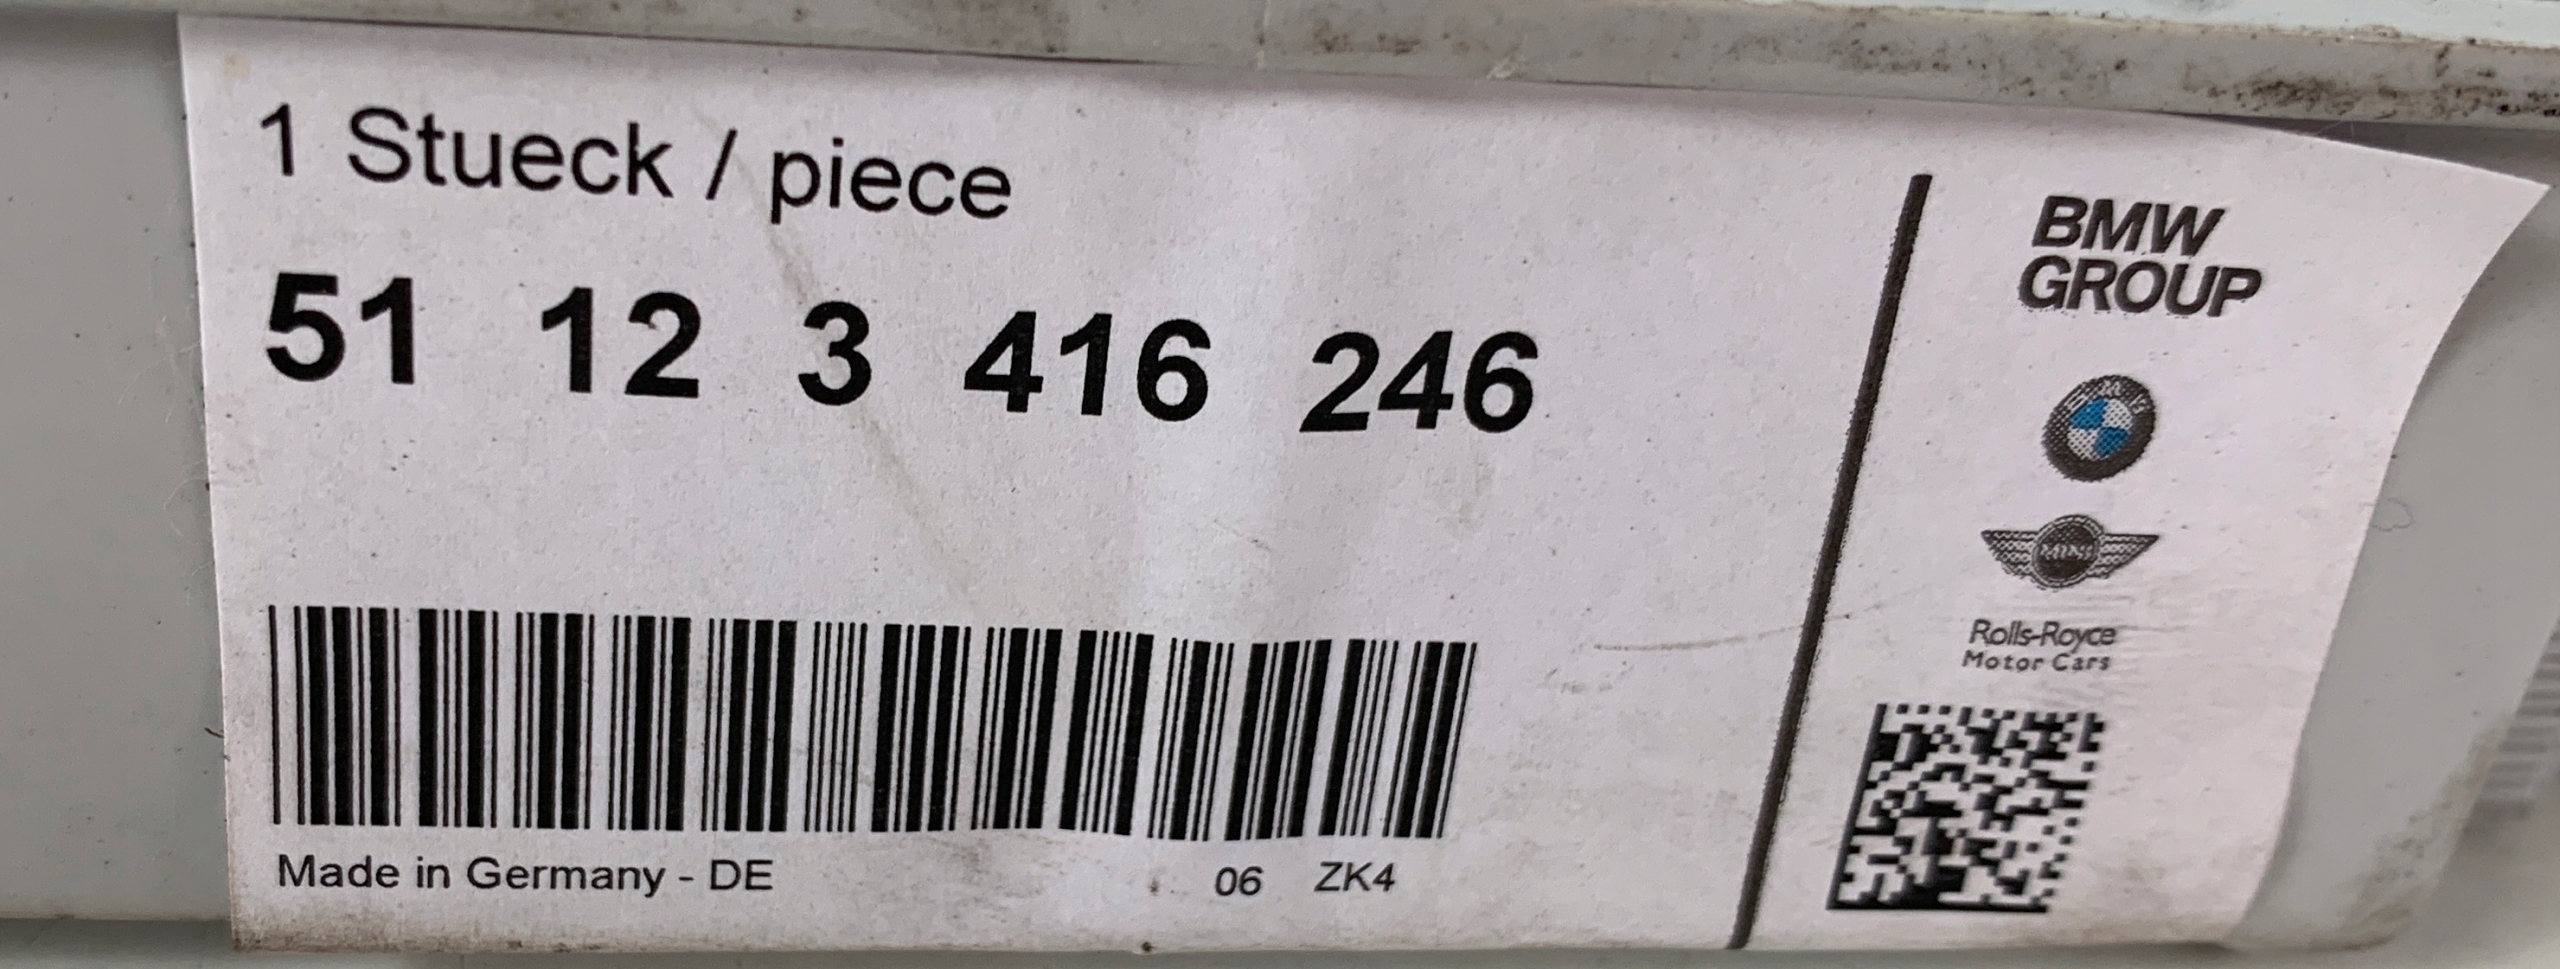 1 Stueck / piece
51 12 3 416 246
Made in Germany - DE
06 ZK4
BMW
GROUP
MINI
Rolls-Royce
Motor Cars